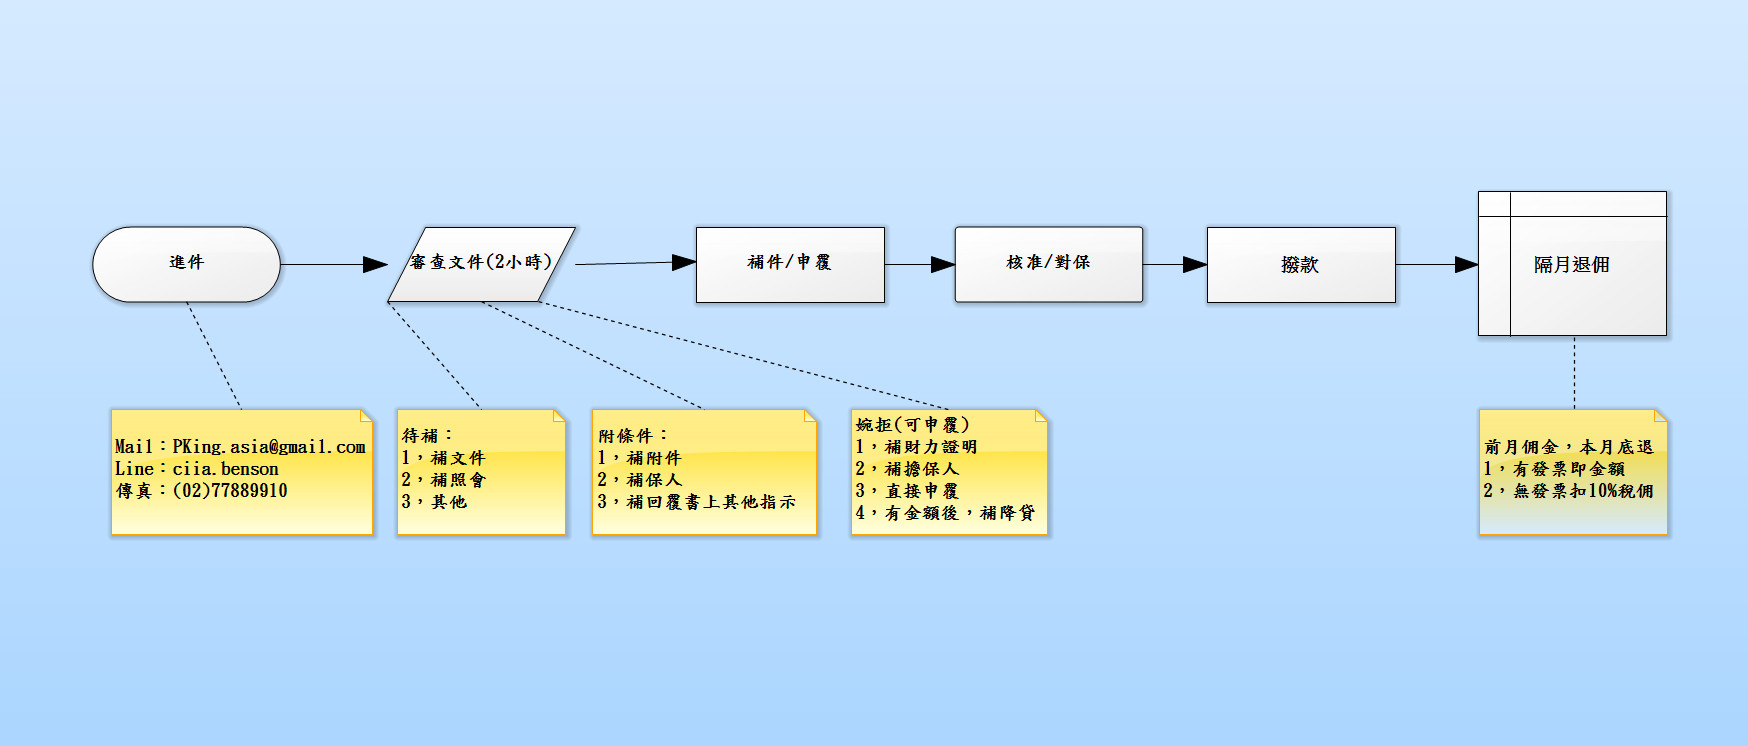 進件
審查文件(2小時)
補件/申覆
核准/對保
撥款
隔月退佣
Mail：PKing.asia@gmail.com
Line：ciia.benson
傳真：(02)77889910
待補：
1，補文件
2，補照會
3，其他
附條件：
1，補附件
2，補保人
3，補回覆書上其他指示
婉拒(可申覆)
1，補財力證明
2，補擔保人
3，直接申覆
4，有金額後，補降貸
前月佣金，本月底退
1，有發票即金額
2，無發票扣10%稅佣